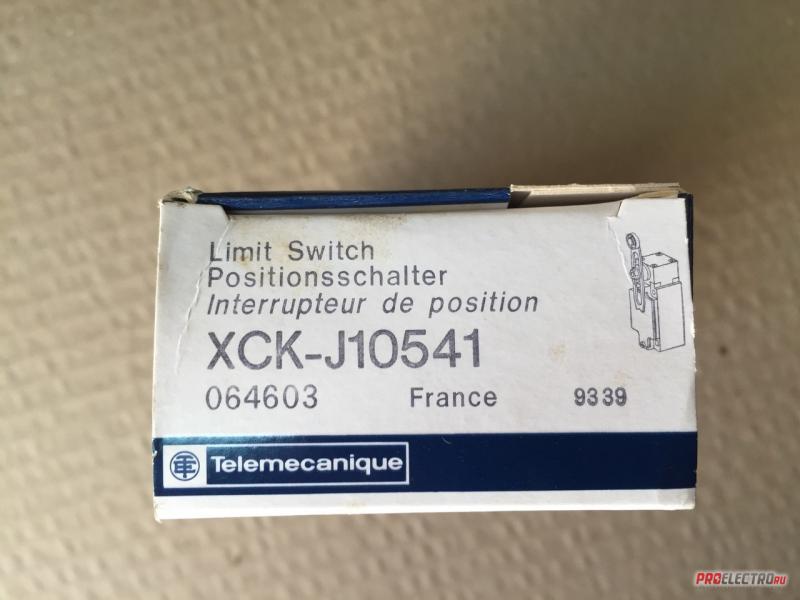 Limit Switch
Positionsschalter
Interrupteur de position
XCK-J10541
064603 France 9339
Telemecanique
PROELECTRO.RU